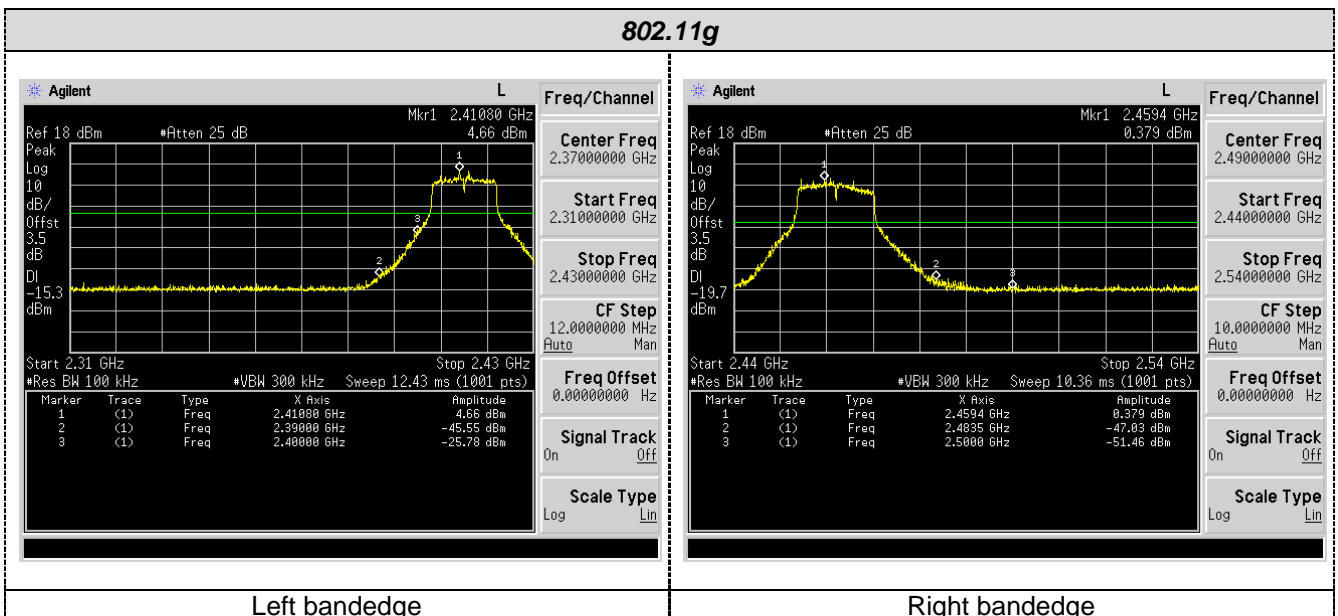 802.11g
Agilent L
Mkr1 2.41080 GHz
Ref 18 dBm #Atten 25 dB 4.66 dBm
Peak
Log
10
dB/
Offst
3.5
dB
DI
-15.3
dBm
1
2
3
Start 2.31 GHz Stop 2.43 GHz
#Res BW 100 kHz #VBW 300 kHz Sweep 12.43 ms (1001 pts)
Marker Trace Type X Axis Amplitude
1 (1) Freq 2.41080 GHz 4.66 dBm
2 (1) Freq 2.39000 GHz -45.55 dBm
3 (1) Freq 2.40000 GHz -25.78 dBm
Freq/Channel
Center Freq
2.37000000 GHz
Start Freq
2.31000000 GHz
Stop Freq
2.43000000 GHz
CF Step
12.0000000 MHz
Auto Man
Freq Offset
0.00000000 Hz
Signal Track
On Off
Scale Type
Log Lin
Left bandedge
Agilent L
Mkr1 2.4594 GHz
Ref 18 dBm #Atten 25 dB 0.379 dBm
Peak
Log
10
dB/
Offst
3.5
dB
DI
-19.7
dBm
1
2
3
Start 2.44 GHz Stop 2.54 GHz
#Res BW 100 kHz #VBW 300 kHz Sweep 10.36 ms (1001 pts)
Marker Trace Type X Axis Amplitude
1 (1) Freq 2.4594 GHz 0.379 dBm
2 (1) Freq 2.4835 GHz -47.03 dBm
3 (1) Freq 2.5000 GHz -51.46 dBm
Freq/Channel
Center Freq
2.49000000 GHz
Start Freq
2.44000000 GHz
Stop Freq
2.54000000 GHz
CF Step
10.0000000 MHz
Auto Man
Freq Offset
0.00000000 Hz
Signal Track
On Off
Scale Type
Log Lin
Right bandedge